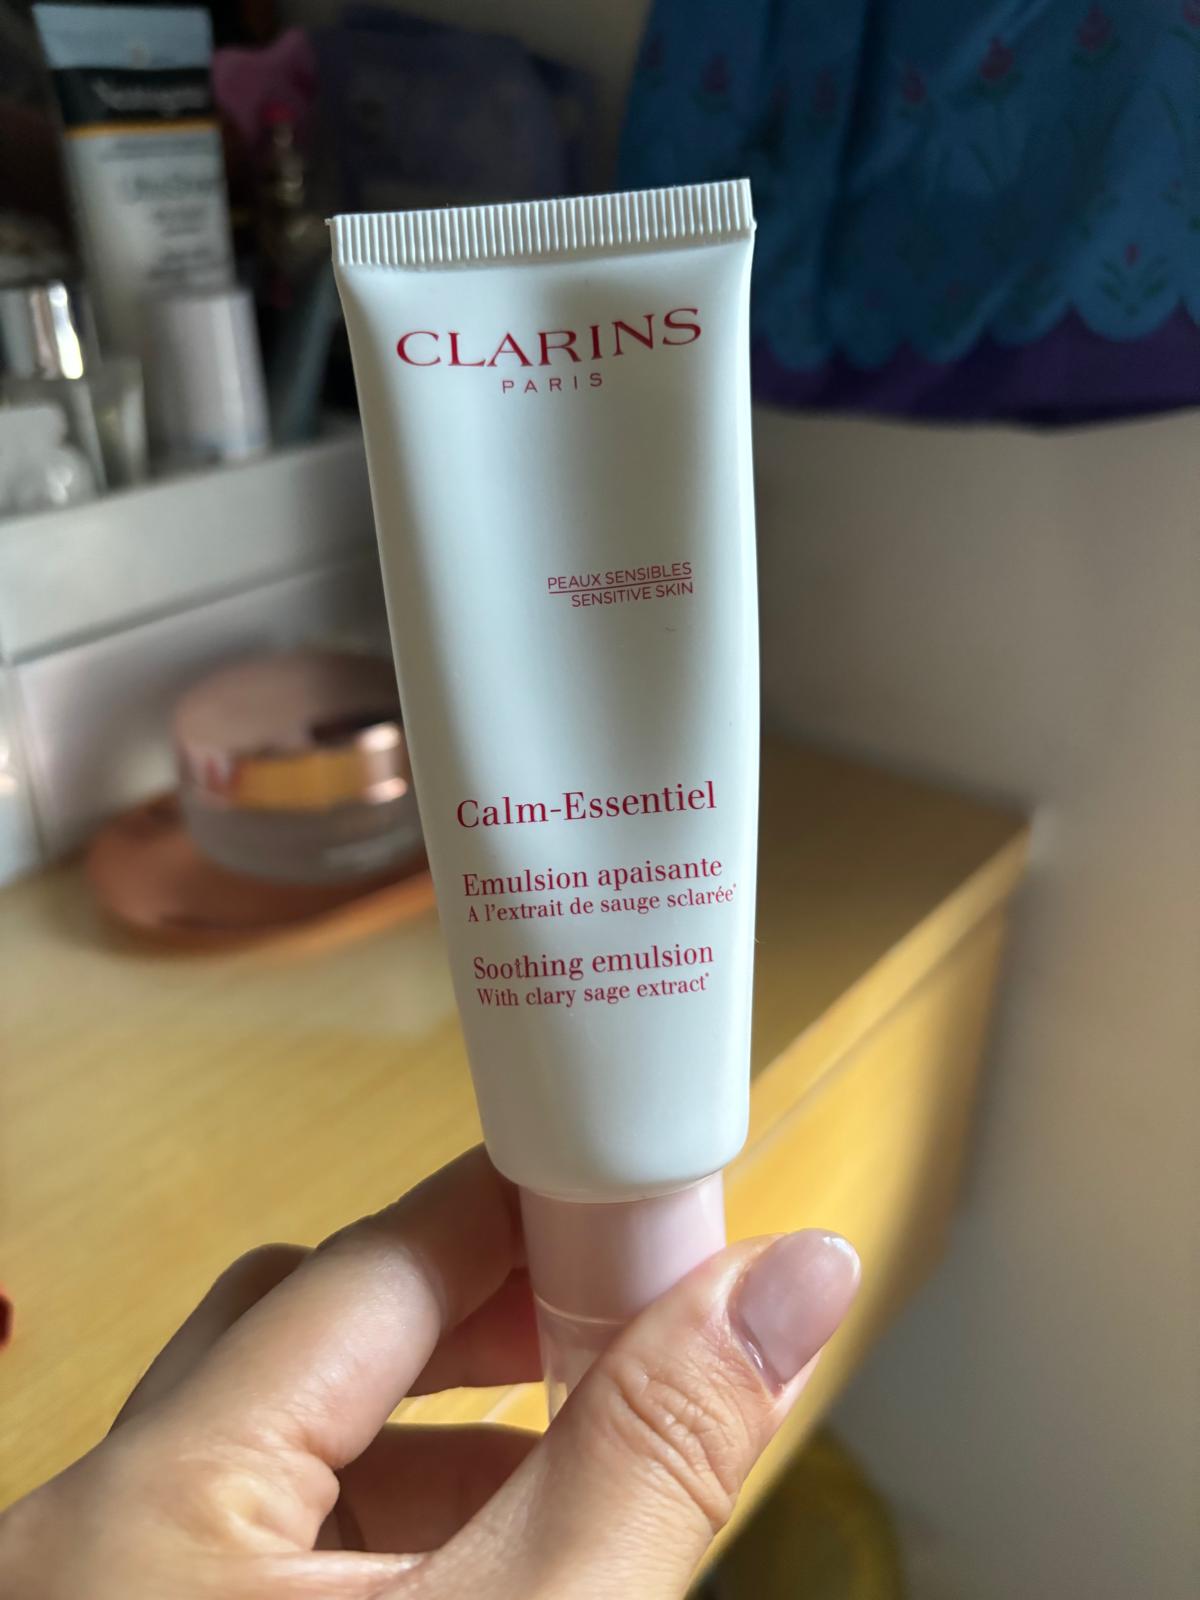 CLARINS
PARIS
PEAUX SENSIBLES
SENSITIVE SKIN
Calm-Essentiel
Emulsion apaisante
A l'extrait de sauge sclarée*
Soothing emulsion
With clary sage extract*
Neutrogena